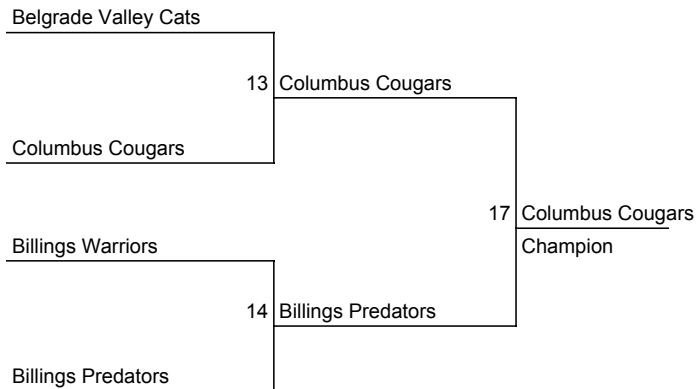 Belgrade Valley Cats
13 Columbus Cougars
Columbus Cougars
17 Columbus Cougars
Billings Warriors
Champion
14 Billings Predators
Billings Predators